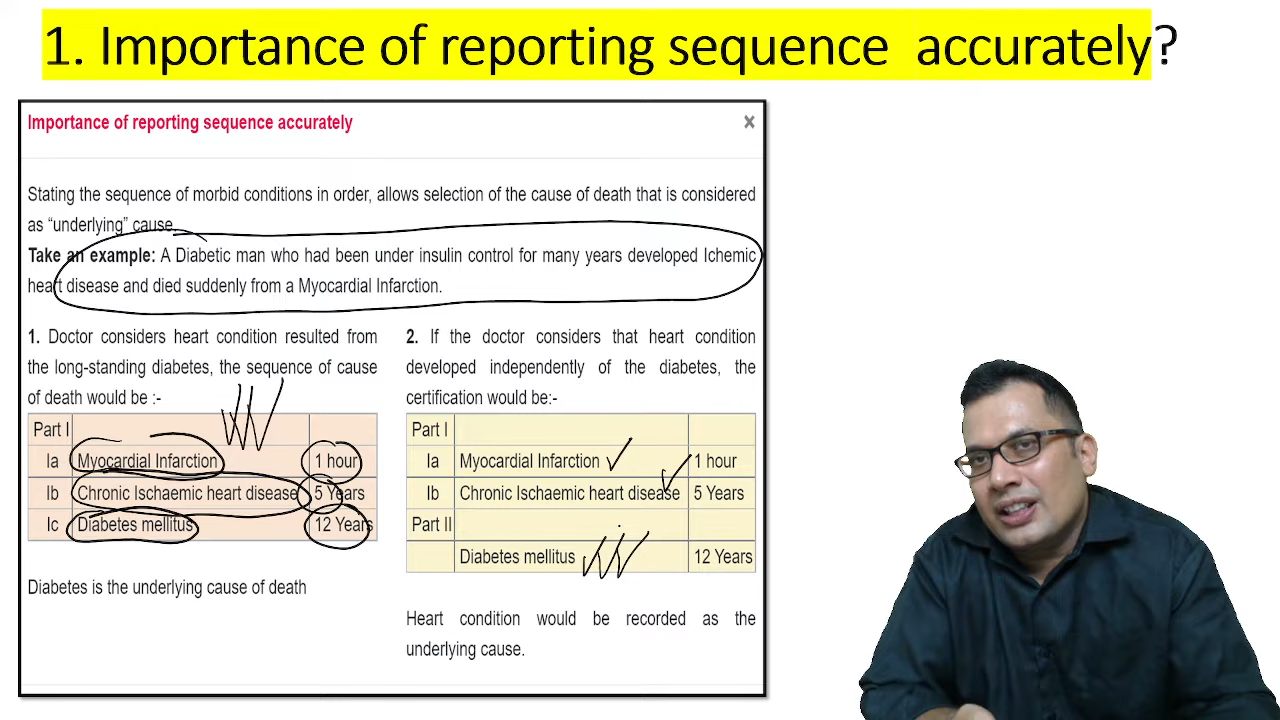 1. Importance of reporting sequence accurately?
Importance of reporting sequence accurately
×
Stating the sequence of morbid conditions in order, allows selection of the cause of death that is considered
as “underlying” cause.
Take an example: A Diabetic man who had been under insulin control for many years developed Ichemic
heart disease and died suddenly from a Myocardial Infarction.
1. Doctor considers heart condition resulted from
the long-standing diabetes, the sequence of cause
of death would be :-
Part I
Ia Myocardial Infarction 1 hour
Ib Chronic Ischaemic heart disease 5 Years
Ic Diabetes mellitus 12 Years
Diabetes is the underlying cause of death
2. If the doctor considers that heart condition
developed independently of the diabetes, the
certification would be:-
Part I
Ia Myocardial Infarction 1 hour
Ib Chronic Ischaemic heart disease 5 Years
Part II
Diabetes mellitus 12 Years
Heart condition would be recorded as the
underlying cause.